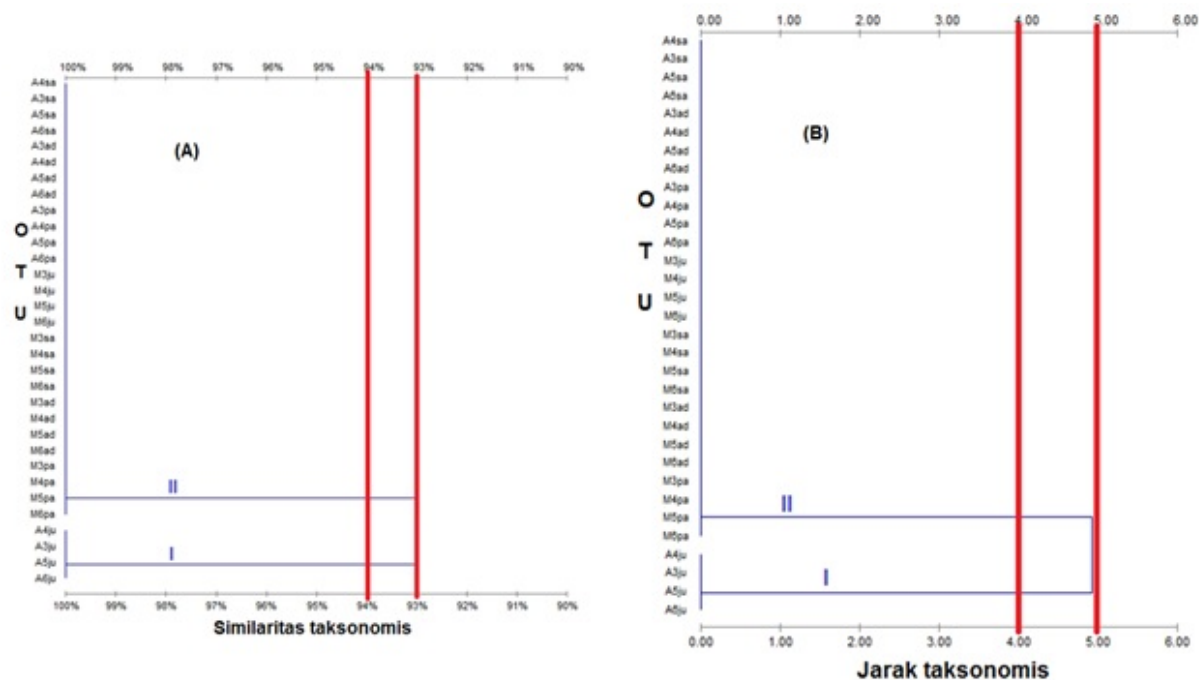 100% 99% 98% 97% 96% 95% 94% 93% 92% 91% 90%
A4sa
A3sa
A5sa
A6sa
A3ad
A4ad
A5ad
A6ad
A3pa
A4pa
A5pa
A6pa
M3ju
M4ju
M5ju
M6ju
M3sa
M4sa
M5sa
M6sa
M3ad
M4ad
M5ad
M6ad
M3pa
M4pa
M5pa
M6pa
A4ju
A3ju
A5ju
A6ju
O
T
U
(A)
II
I
100% 99% 98% 97% 96% 95% 94% 93% 92% 91% 90%
Similaritas taksonomis
0.00 1.00 2.00 3.00 4.00 5.00 6.00
A4sa
A3sa
A5sa
A6sa
A3ad
A4ad
A5ad
A6ad
A3pa
A4pa
A5pa
A6pa
M3ju
M4ju
M5ju
M6ju
M3sa
M4sa
M5sa
M6sa
M3ad
M4ad
M5ad
M6ad
M3pa
M4pa
M5pa
M6pa
A4ju
A3ju
A5ju
A6ju
O
T
U
(B)
II
I
0.00 1.00 2.00 3.00 4.00 5.00 6.00
Jarak taksonomis